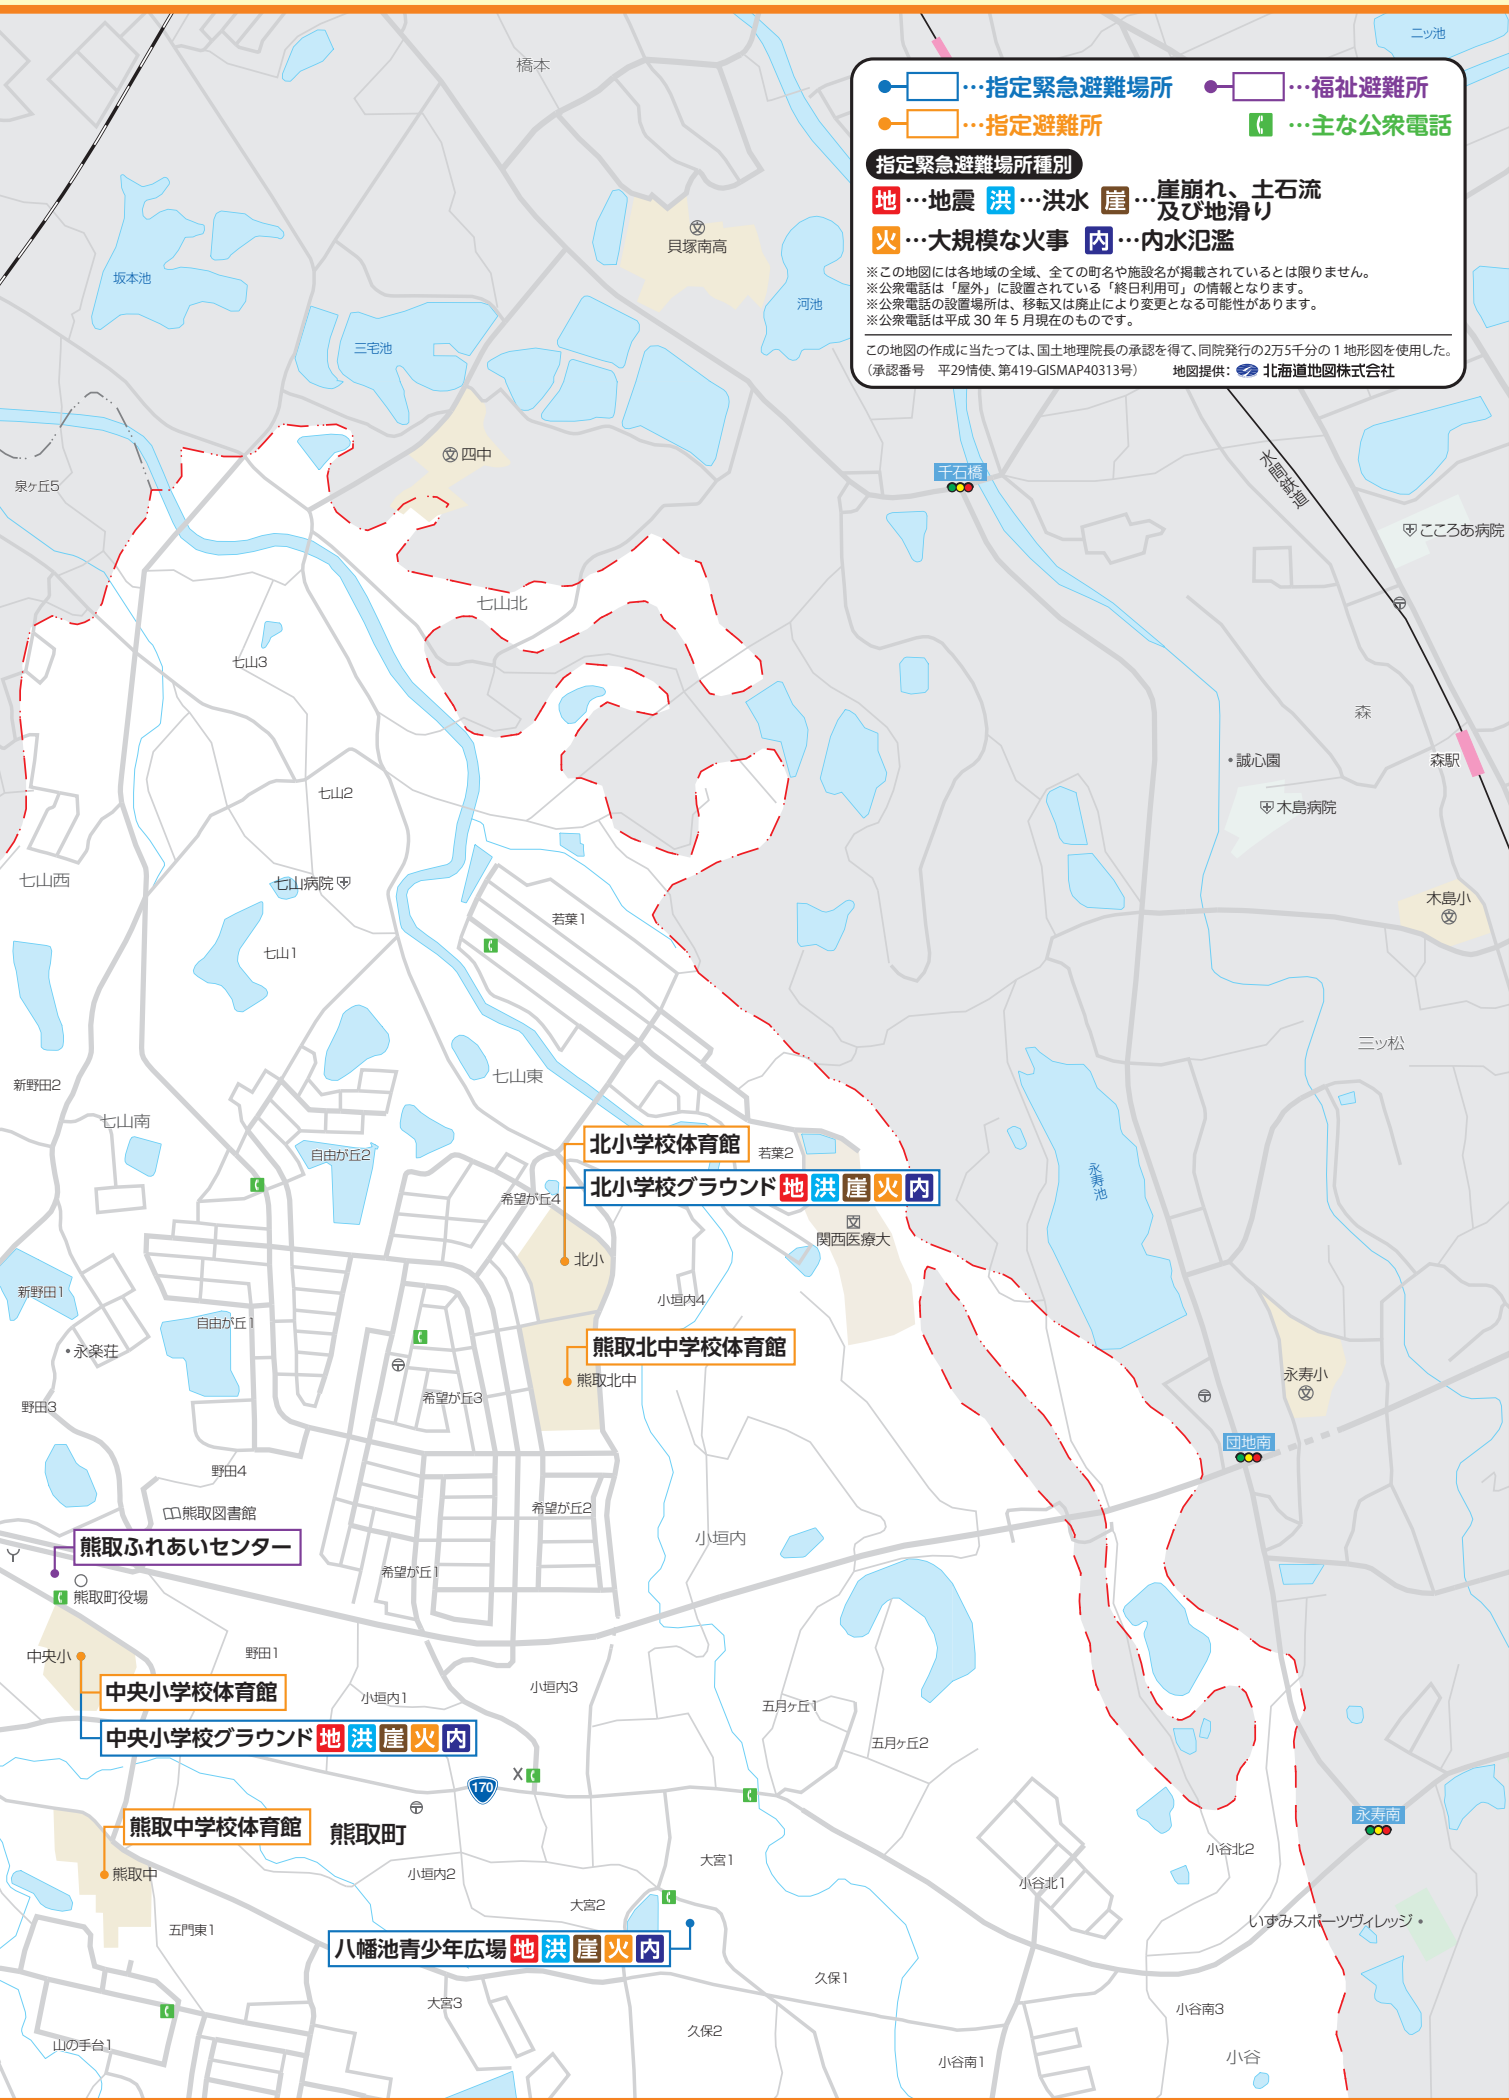 二ッ池
橋本
…指定緊急避難場所
…福祉避難所
…指定避難所
…主な公衆電話
指定緊急避難場所種別
地…地震 洪…洪水 崖…崖崩れ、土石流
及び地滑り
火…大規模な火事 内…内水氾濫
※この地図には各地域の全域、全ての町名や施設名が掲載されているとは限りません。
※公衆電話は「屋外」に設置されている「終日利用可」の情報となります。
※公衆電話の設置場所は、移転又は廃止により変更となる可能性があります。
※公衆電話は平成30年5月現在のものです。
この地図の作成に当たっては、国土地理院長の承認を得て、同院発行の2万5千分の1地形図を使用した。
（承認番号 平29情使、第419-GISMAP40313号） 地図提供：北海道地図株式会社
文
貝塚南高
坂本池
河池
三宅池
文四中
千石橋
水間鉄道
泉ヶ丘5
こころあ病院
七山北
七山3
森
誠心園
森駅
七山2
木島病院
七山西
七山病院
木島小
文
若葉1
七山1
三ッ松
七山東
新野田2
七山南
北小学校体育館
若葉2
自由が丘2
永寿池
北小学校グラウンド 地 洪 崖 火 内
希望が丘4
文
関西医療大
北小
新野田1
小垣内4
自由が丘1
熊取北中学校体育館
永楽荘
永寿小
文
熊取北中
希望が丘3
野田3
団地南
野田4
希望が丘2
熊取図書館
小垣内
熊取ふれあいセンター
希望が丘1
熊取町役場
中央小
野田1
中央小学校体育館
小垣内1
小垣内3
五月ヶ丘1
中央小学校グラウンド 地 洪 崖 火 内
五月ヶ丘2
X
170
永寿南
熊取中学校体育館
熊取町
小谷北2
大宮1
熊取中
小垣内2
小谷北1
大宮2
いずみスポーツヴィレッジ
五門東1
八幡池青少年広場 地 洪 崖 火 内
久保1
大宮3
小谷南3
久保2
山の手台1
小谷
小谷南1